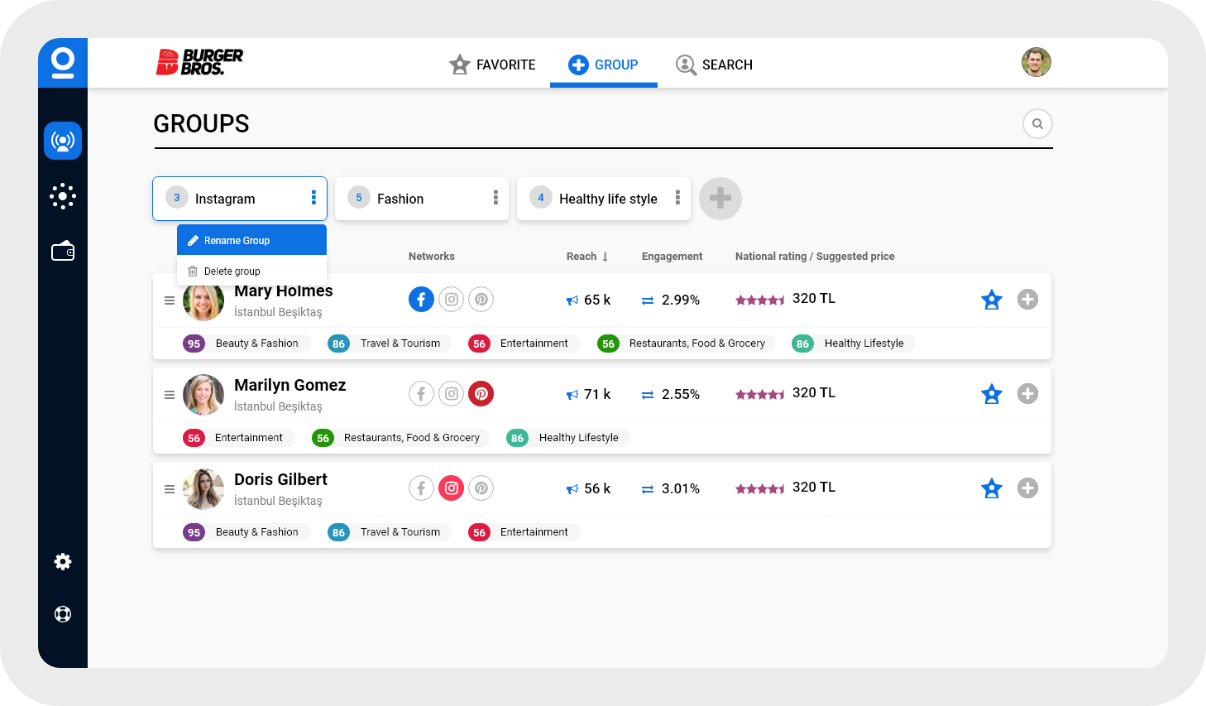 BURGER
BROS.
FAVORITE
GROUP
SEARCH
GROUPS
3 Instagram
5 Fashion
4 Healthy life style
Rename Group
Delete group
Networks
Reach ↓
Engagement
National rating / Suggested price
Mary Holmes
İstanbul Beşiktaş
65 k
2.99%
320 TL
95 Beauty & Fashion
86 Travel & Tourism
56 Entertainment
56 Restaurants, Food & Grocery
86 Healthy Lifestyle
Marilyn Gomez
İstanbul Beşiktaş
71 k
2.55%
320 TL
56 Entertainment
56 Restaurants, Food & Grocery
86 Healthy Lifestyle
Doris Gilbert
İstanbul Beşiktaş
56 k
3.01%
320 TL
95 Beauty & Fashion
86 Travel & Tourism
56 Entertainment